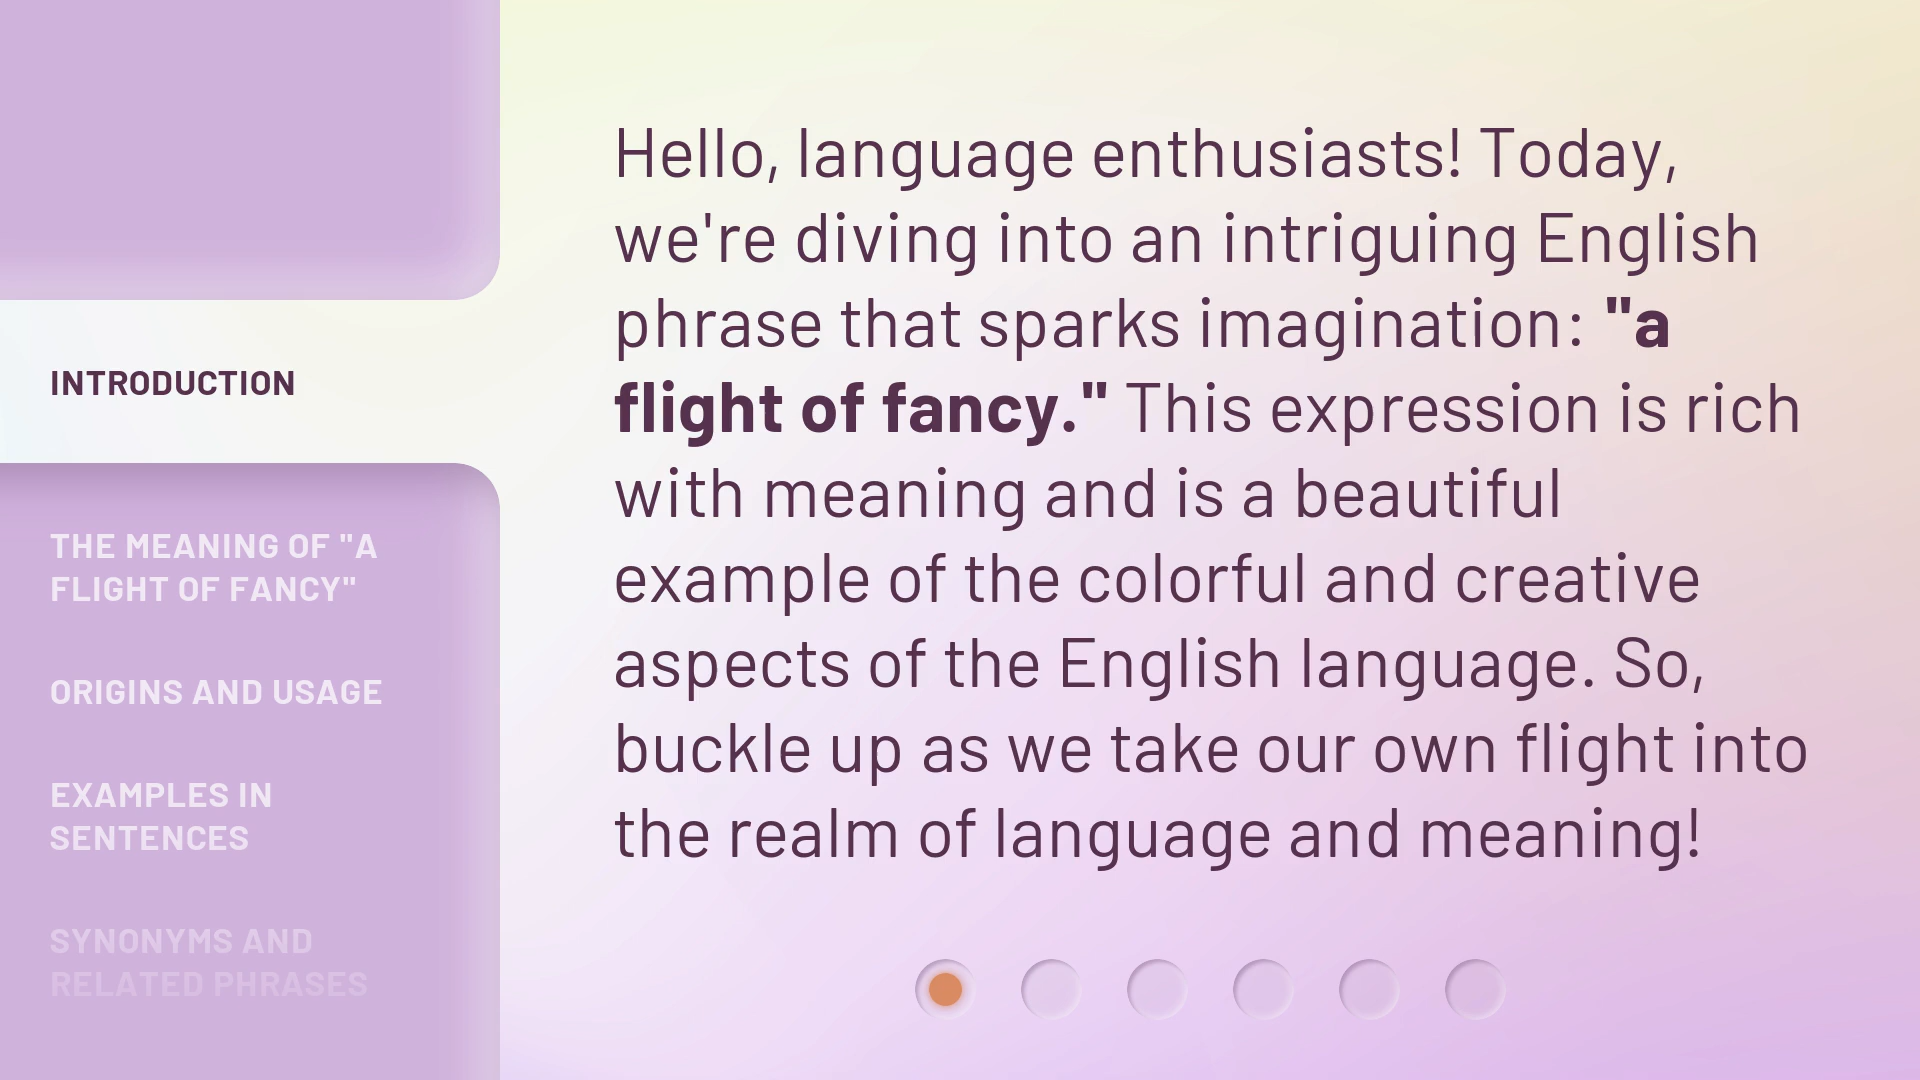 INTRODUCTION
THE MEANING OF "A
FLIGHT OF FANCY"
ORIGINS AND USAGE
EXAMPLES IN
SENTENCES
SYNONYMS AND
RELATED PHRASES
Hello, language enthusiasts! Today,
we're diving into an intriguing English
phrase that sparks imagination: "a
flight of fancy." This expression is rich
with meaning and is a beautiful
example of the colorful and creative
aspects of the English language. So,
buckle up as we take our own flight into
the realm of language and meaning!